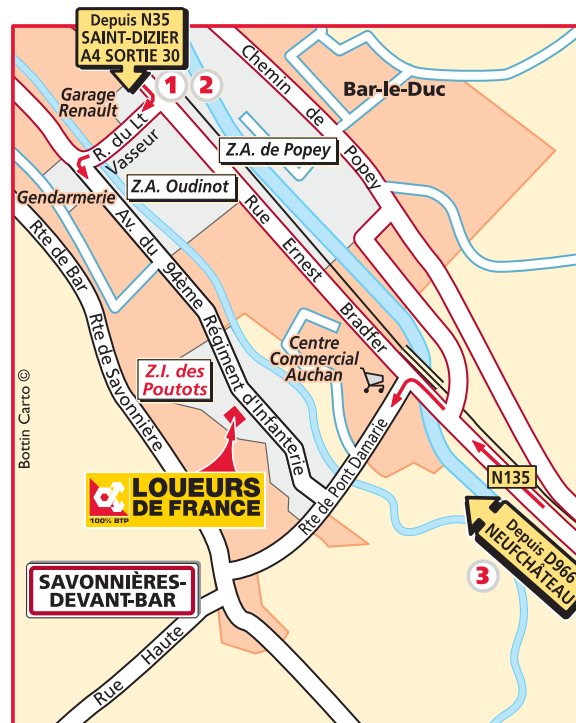 Depuis N35
SAINT-DIZIER
A4 SORTIE 30
Garage
Renault
1 2
Chemin de Popey
Bar-le-Duc
R. du Lt
Vasseur
Z.A. de Popey
Z.A. Oudinot
Gendarmerie
Rue Ernest Bradfer
Av. du 94ème Régiment d'Infanterie
Rte de Bar
Rte de Savonnière
Centre
Commercial
Auchan
Z.I. des
Poutots
Bottin Carto ©
LOUEURS
DE FRANCE
100% BTP
Rte de Pont Damarie
N135
Depuis D966
NEUFCHÂTEAU
3
SAVONNIÈRES-
DEVANT-BAR
Rue Haute